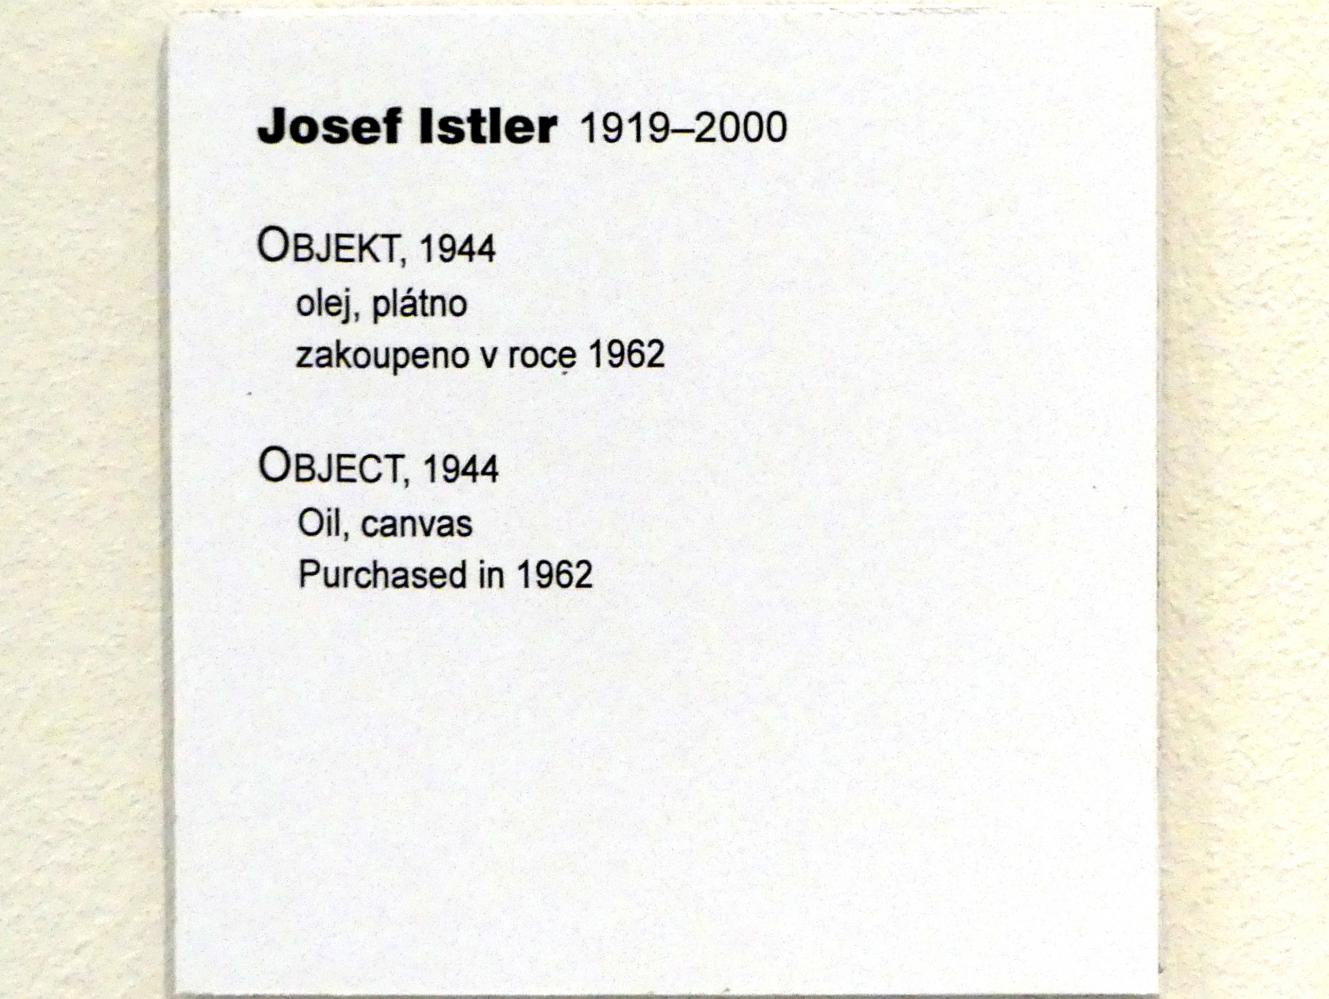 Josef Istler 1919–2000
OBJEKT, 1944
olej, plátno
zakoupeno v roce 1962
OBJECT, 1944
Oil, canvas
Purchased in 1962